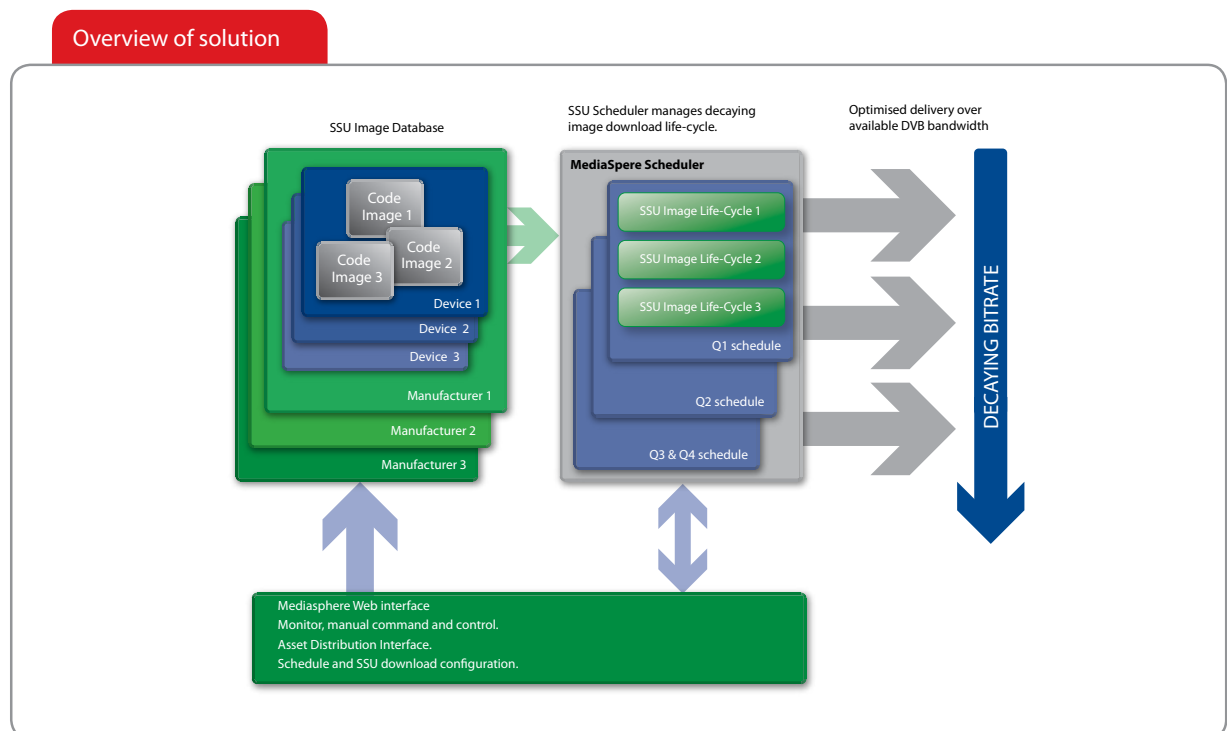 Overview of solution
SSU Image Database
SSU Scheduler manages decaying
image download life-cycle.
Optimised delivery over
available DVB bandwidth
Code
Image 1
Code
Image 2
Code
Image 3
Device 1
Device 2
Device 3
Manufacturer 1
Manufacturer 2
Manufacturer 3
MediaSpere Scheduler
SSU Image Life-Cycle 1
SSU Image Life-Cycle 2
SSU Image Life-Cycle 3
Q1 schedule
Q2 schedule
Q3 & Q4 schedule
DECAYING BITRATE
Mediasphere Web interface
Monitor, manual command and control.
Asset Distribution Interface.
Schedule and SSU download configuration.